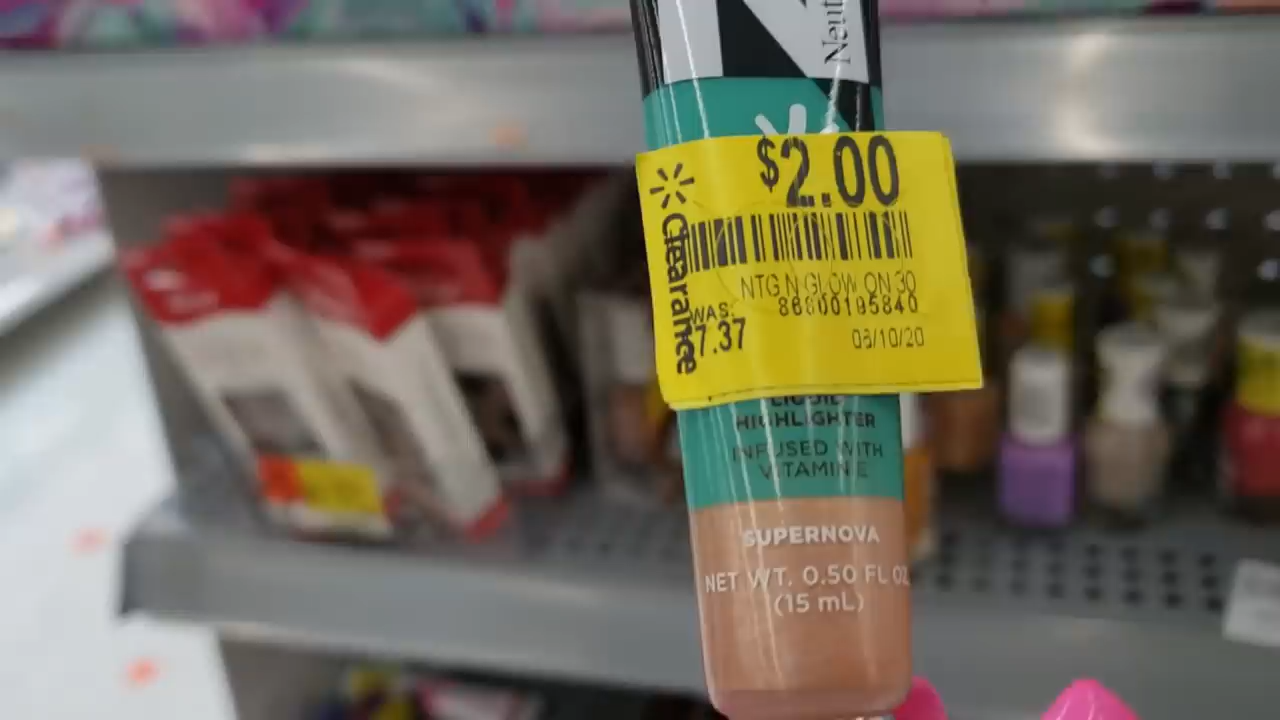 N
Neut
$2.00
Clearance
NTG N GLOW ON 30
86800195840
WAS:
7.37
06/10/20
LIQUID
HIGHLIGHTER
INFUSED WITH
VITAMIN E
SUPERNOVA
NET WT. 0.50 FL OZ
(15 mL)